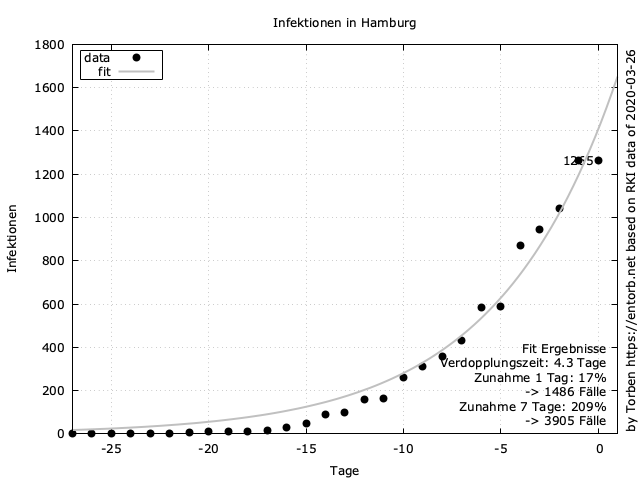 Infektionen in Hamburg
1800
1600
1400
1200
1000
800
600
400
200
0
data
fit
1265
Infektionen
Fit Ergebnisse
Verdopplungszeit: 4.3 Tage
Zunahme 1 Tag: 17%
-> 1486 Fälle
Zunahme 7 Tage: 209%
-> 3905 Fälle
-25 -20 -15 -10 -5 0
Tage
by Torben https://entorb.net based on RKI data of 2020-03-26